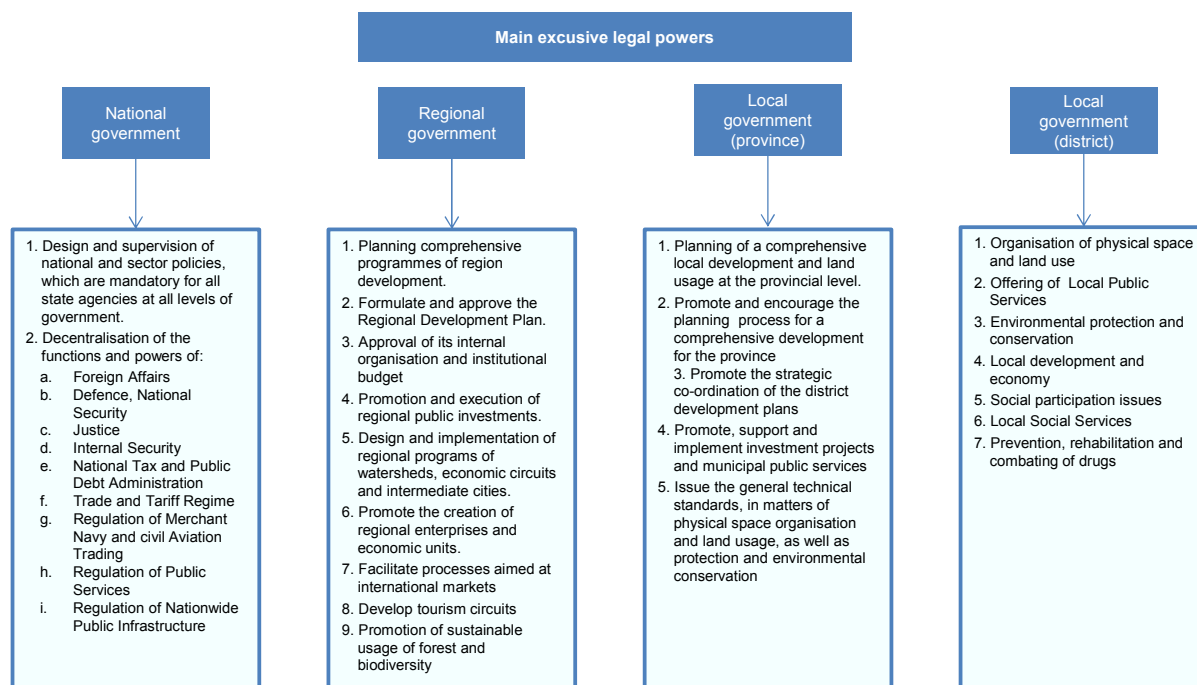 Main excusive legal powers
National
government
Regional
government
Local
government
(province)
Local
government
(district)
1. Design and supervision of
national and sector policies,
which are mandatory for all
state agencies at all levels of
government.
2. Decentralisation of the
functions and powers of:
a. Foreign Affairs
b. Defence, National
Security
c. Justice
d. Internal Security
e. National Tax and Public
Debt Administration
f. Trade and Tariff Regime
g. Regulation of Merchant
Navy and civil Aviation
Trading
h. Regulation of Public
Services
i. Regulation of Nationwide
Public Infrastructure
1. Planning comprehensive
programmes of region
development.
2. Formulate and approve the
Regional Development Plan.
3. Approval of its internal
organisation and institutional
budget
4. Promotion and execution of
regional public investments.
5. Design and implementation of
regional programs of
watersheds, economic circuits
and intermediate cities.
6. Promote the creation of
regional enterprises and
economic units.
7. Facilitate processes aimed at
international markets
8. Develop tourism circuits
9. Promotion of sustainable
usage of forest and
biodiversity
1. Planning of a comprehensive
local development and land
usage at the provincial level.
2. Promote and encourage the
planning process for a
comprehensive development
for the province
3. Promote the strategic
co-ordination of the district
development plans
4. Promote, support and
implement investment projects
and municipal public services
5. Issue the general technical
standards, in matters of
physical space organisation
and land usage, as well as
protection and environmental
conservation
1. Organisation of physical space
and land use
2. Offering of Local Public
Services
3. Environmental protection and
conservation
4. Local development and
economy
5. Social participation issues
6. Local Social Services
7. Prevention, rehabilitation and
combating of drugs